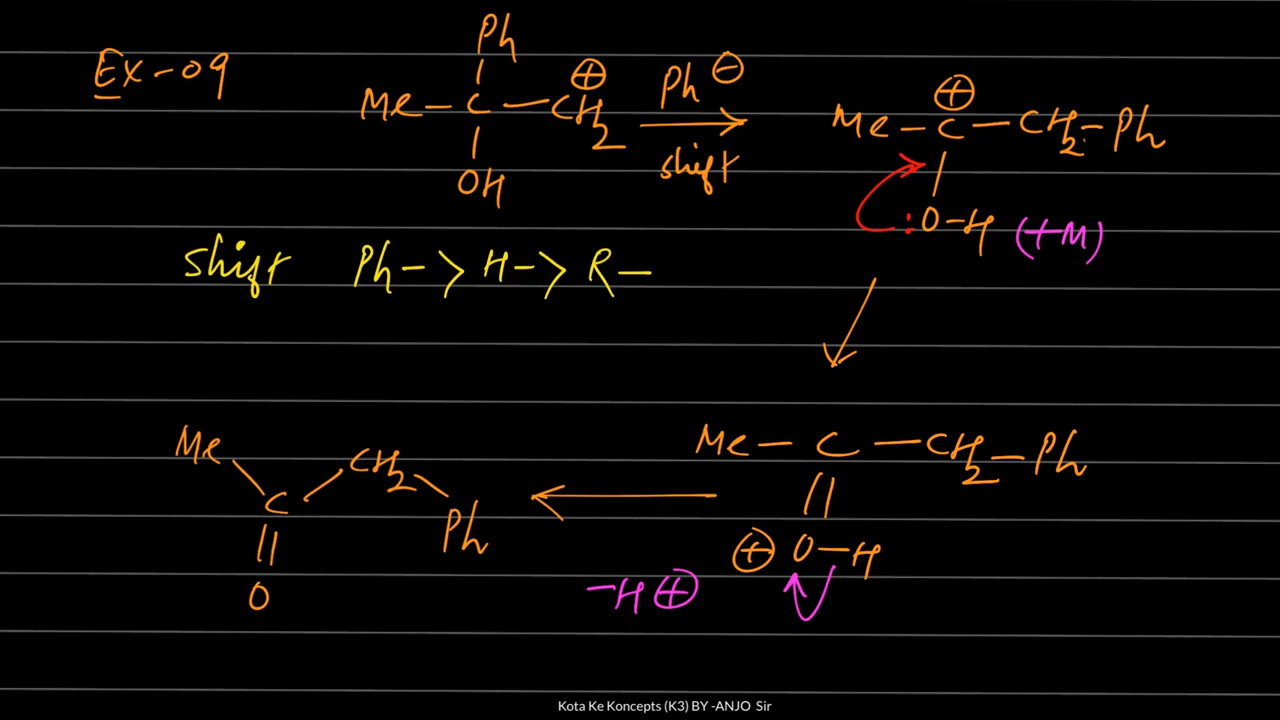 Ex-09
Ph
Me - C - CH2 ⊕
OH
Ph ⊖
shift
⊕
Me - C - CH2 - Ph
:O-H (+M)
shift Ph- > H- > R-
Me - C - CH2 - Ph
||
⊕ O-H
-H ⊕
Me CH2
C
|| Ph
O
Kota Ke Koncepts (K3) BY -ANJO Sir